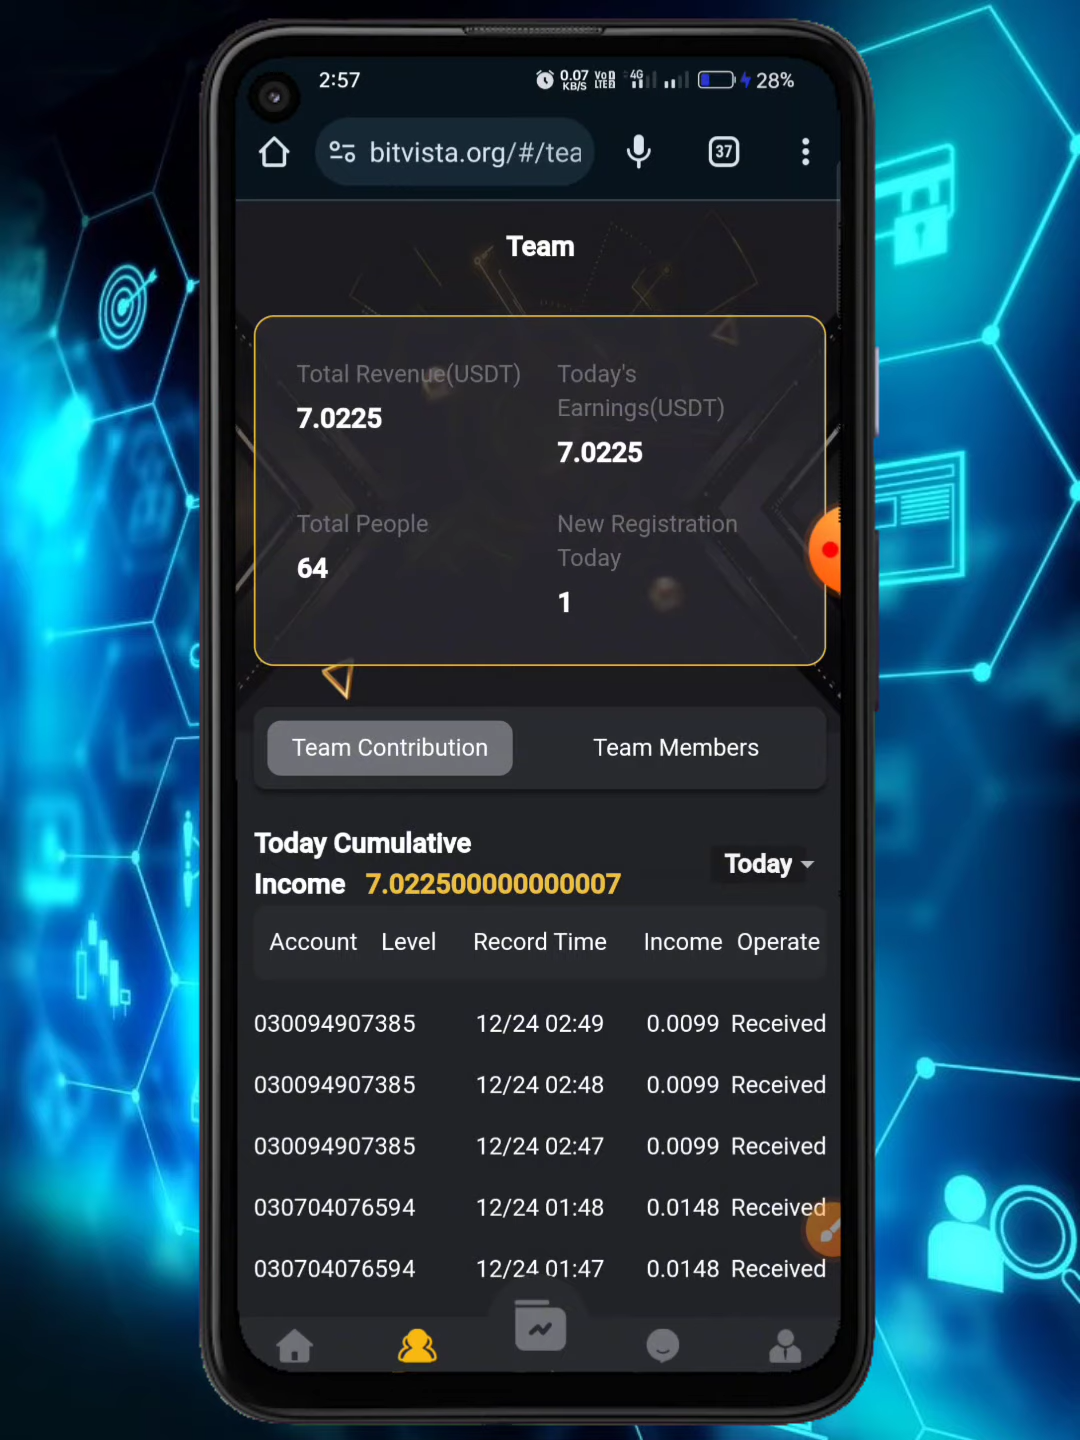 2:57 0.07 KB/S VoD LTE 4G 28%
bitvista.org/#/tea 37
Team
Total Revenue(USDT) Today's
Earnings(USDT)
7.0225
7.0225
Total People New Registration
Today
64
1
Team Contribution Team Members
Today Cumulative
Income 7.022500000000007 Today
Account Level Record Time Income Operate
030094907385 12/24 02:49 0.0099 Received
030094907385 12/24 02:48 0.0099 Received
030094907385 12/24 02:47 0.0099 Received
030704076594 12/24 01:48 0.0148 Received
030704076594 12/24 01:47 0.0148 Received